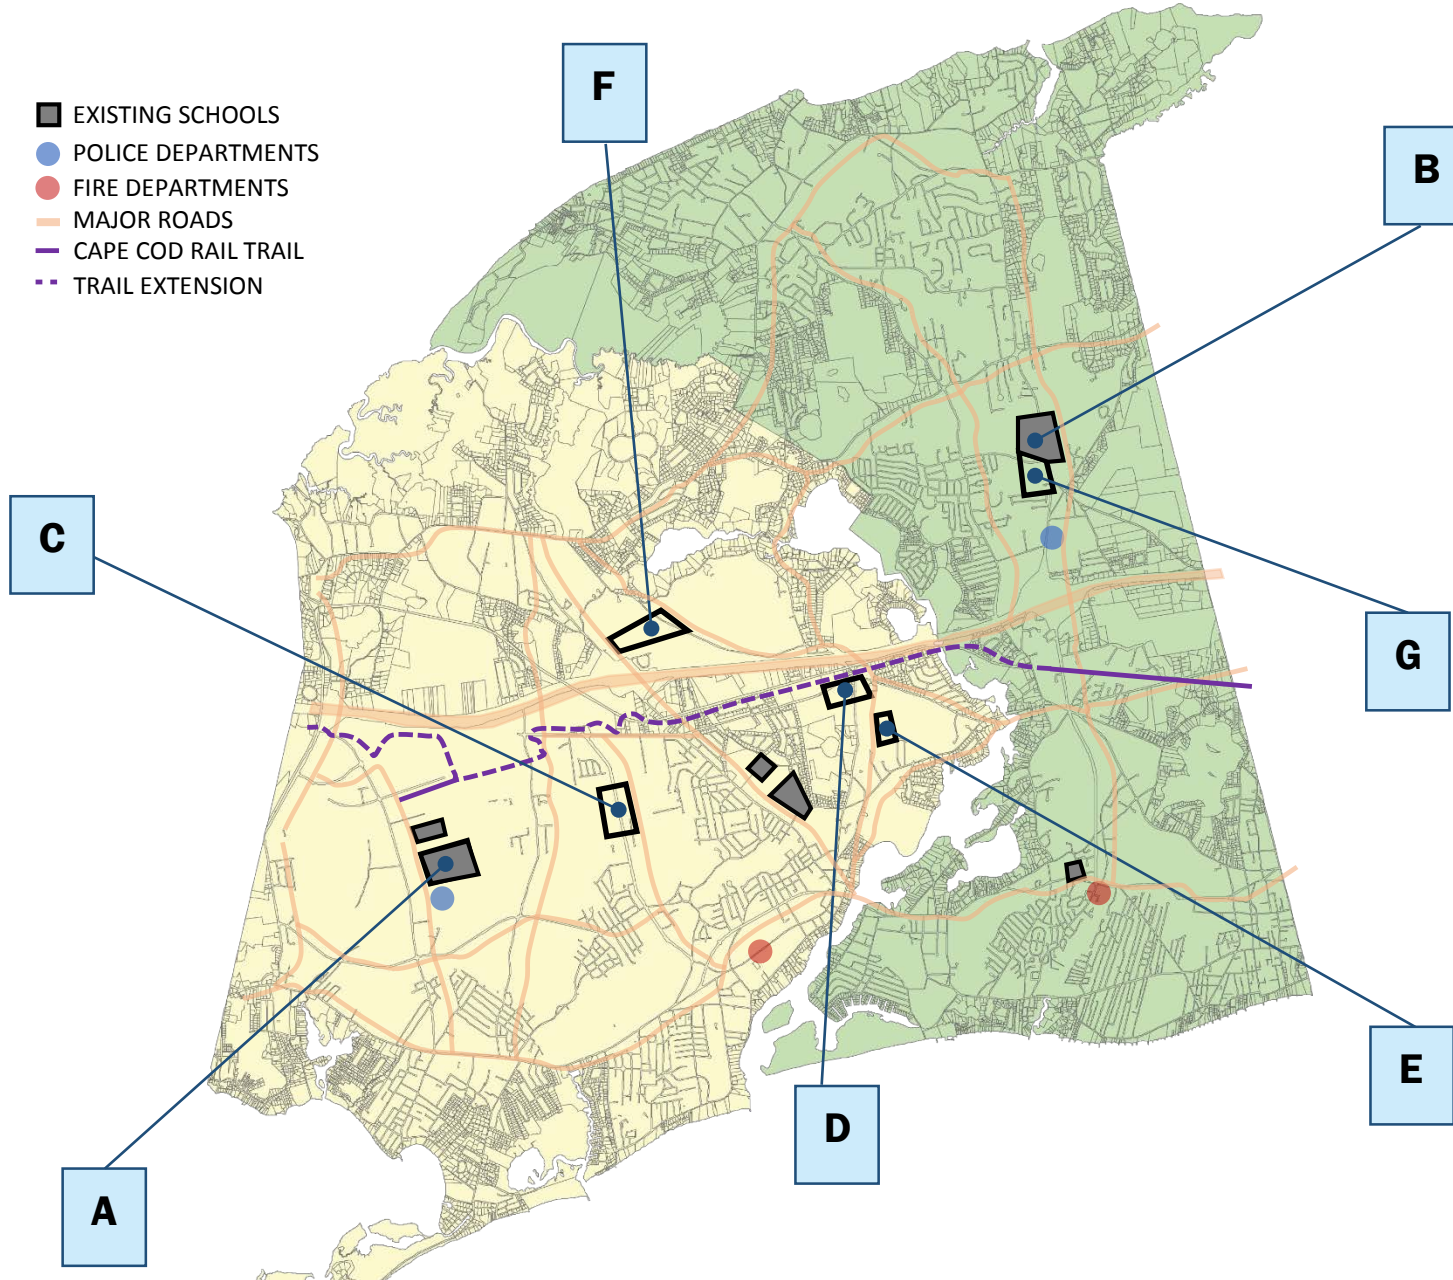 EXISTING SCHOOLS
POLICE DEPARTMENTS
FIRE DEPARTMENTS
MAJOR ROADS
CAPE COD RAIL TRAIL
TRAIL EXTENSION
F
B
C
G
E
D
A